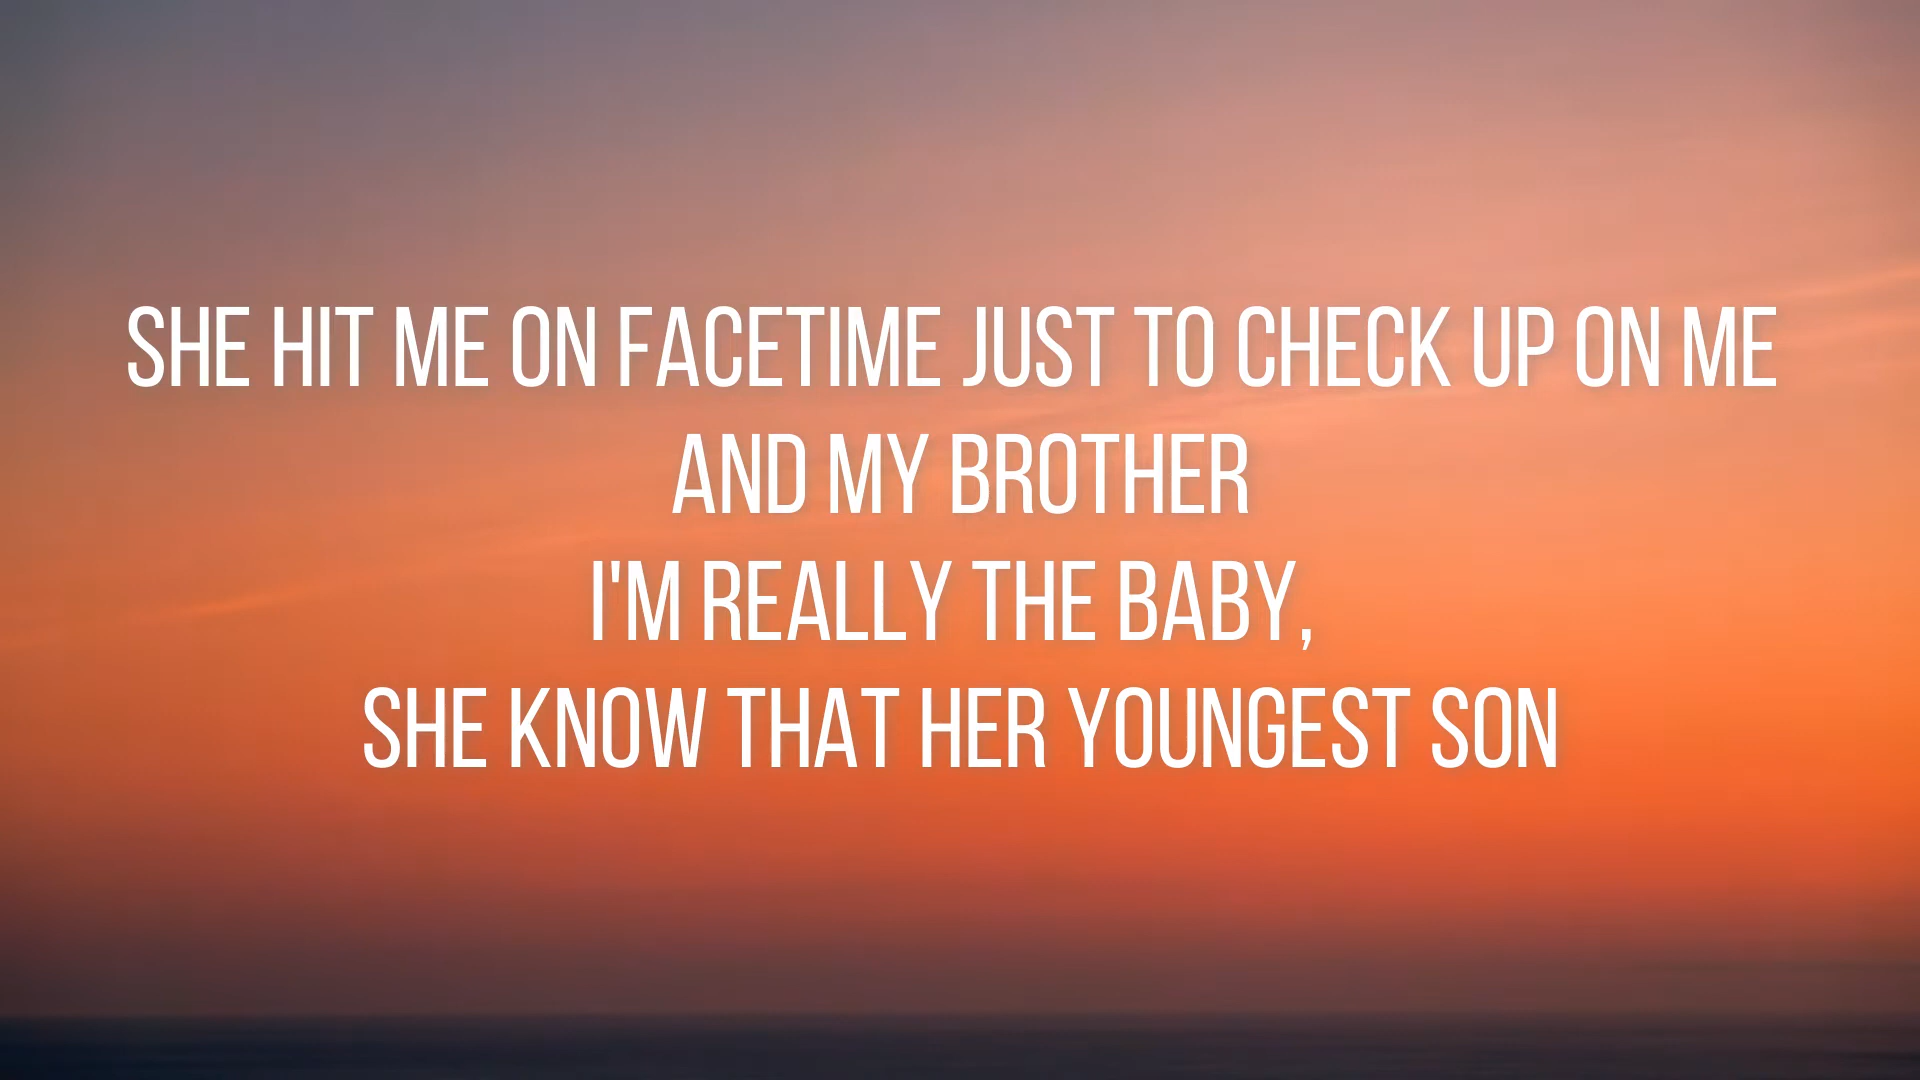 SHE HIT ME ON FACETIME JUST TO CHECK UP ON ME
AND MY BROTHER
I'M REALLY THE BABY,
SHE KNOW THAT HER YOUNGEST SON